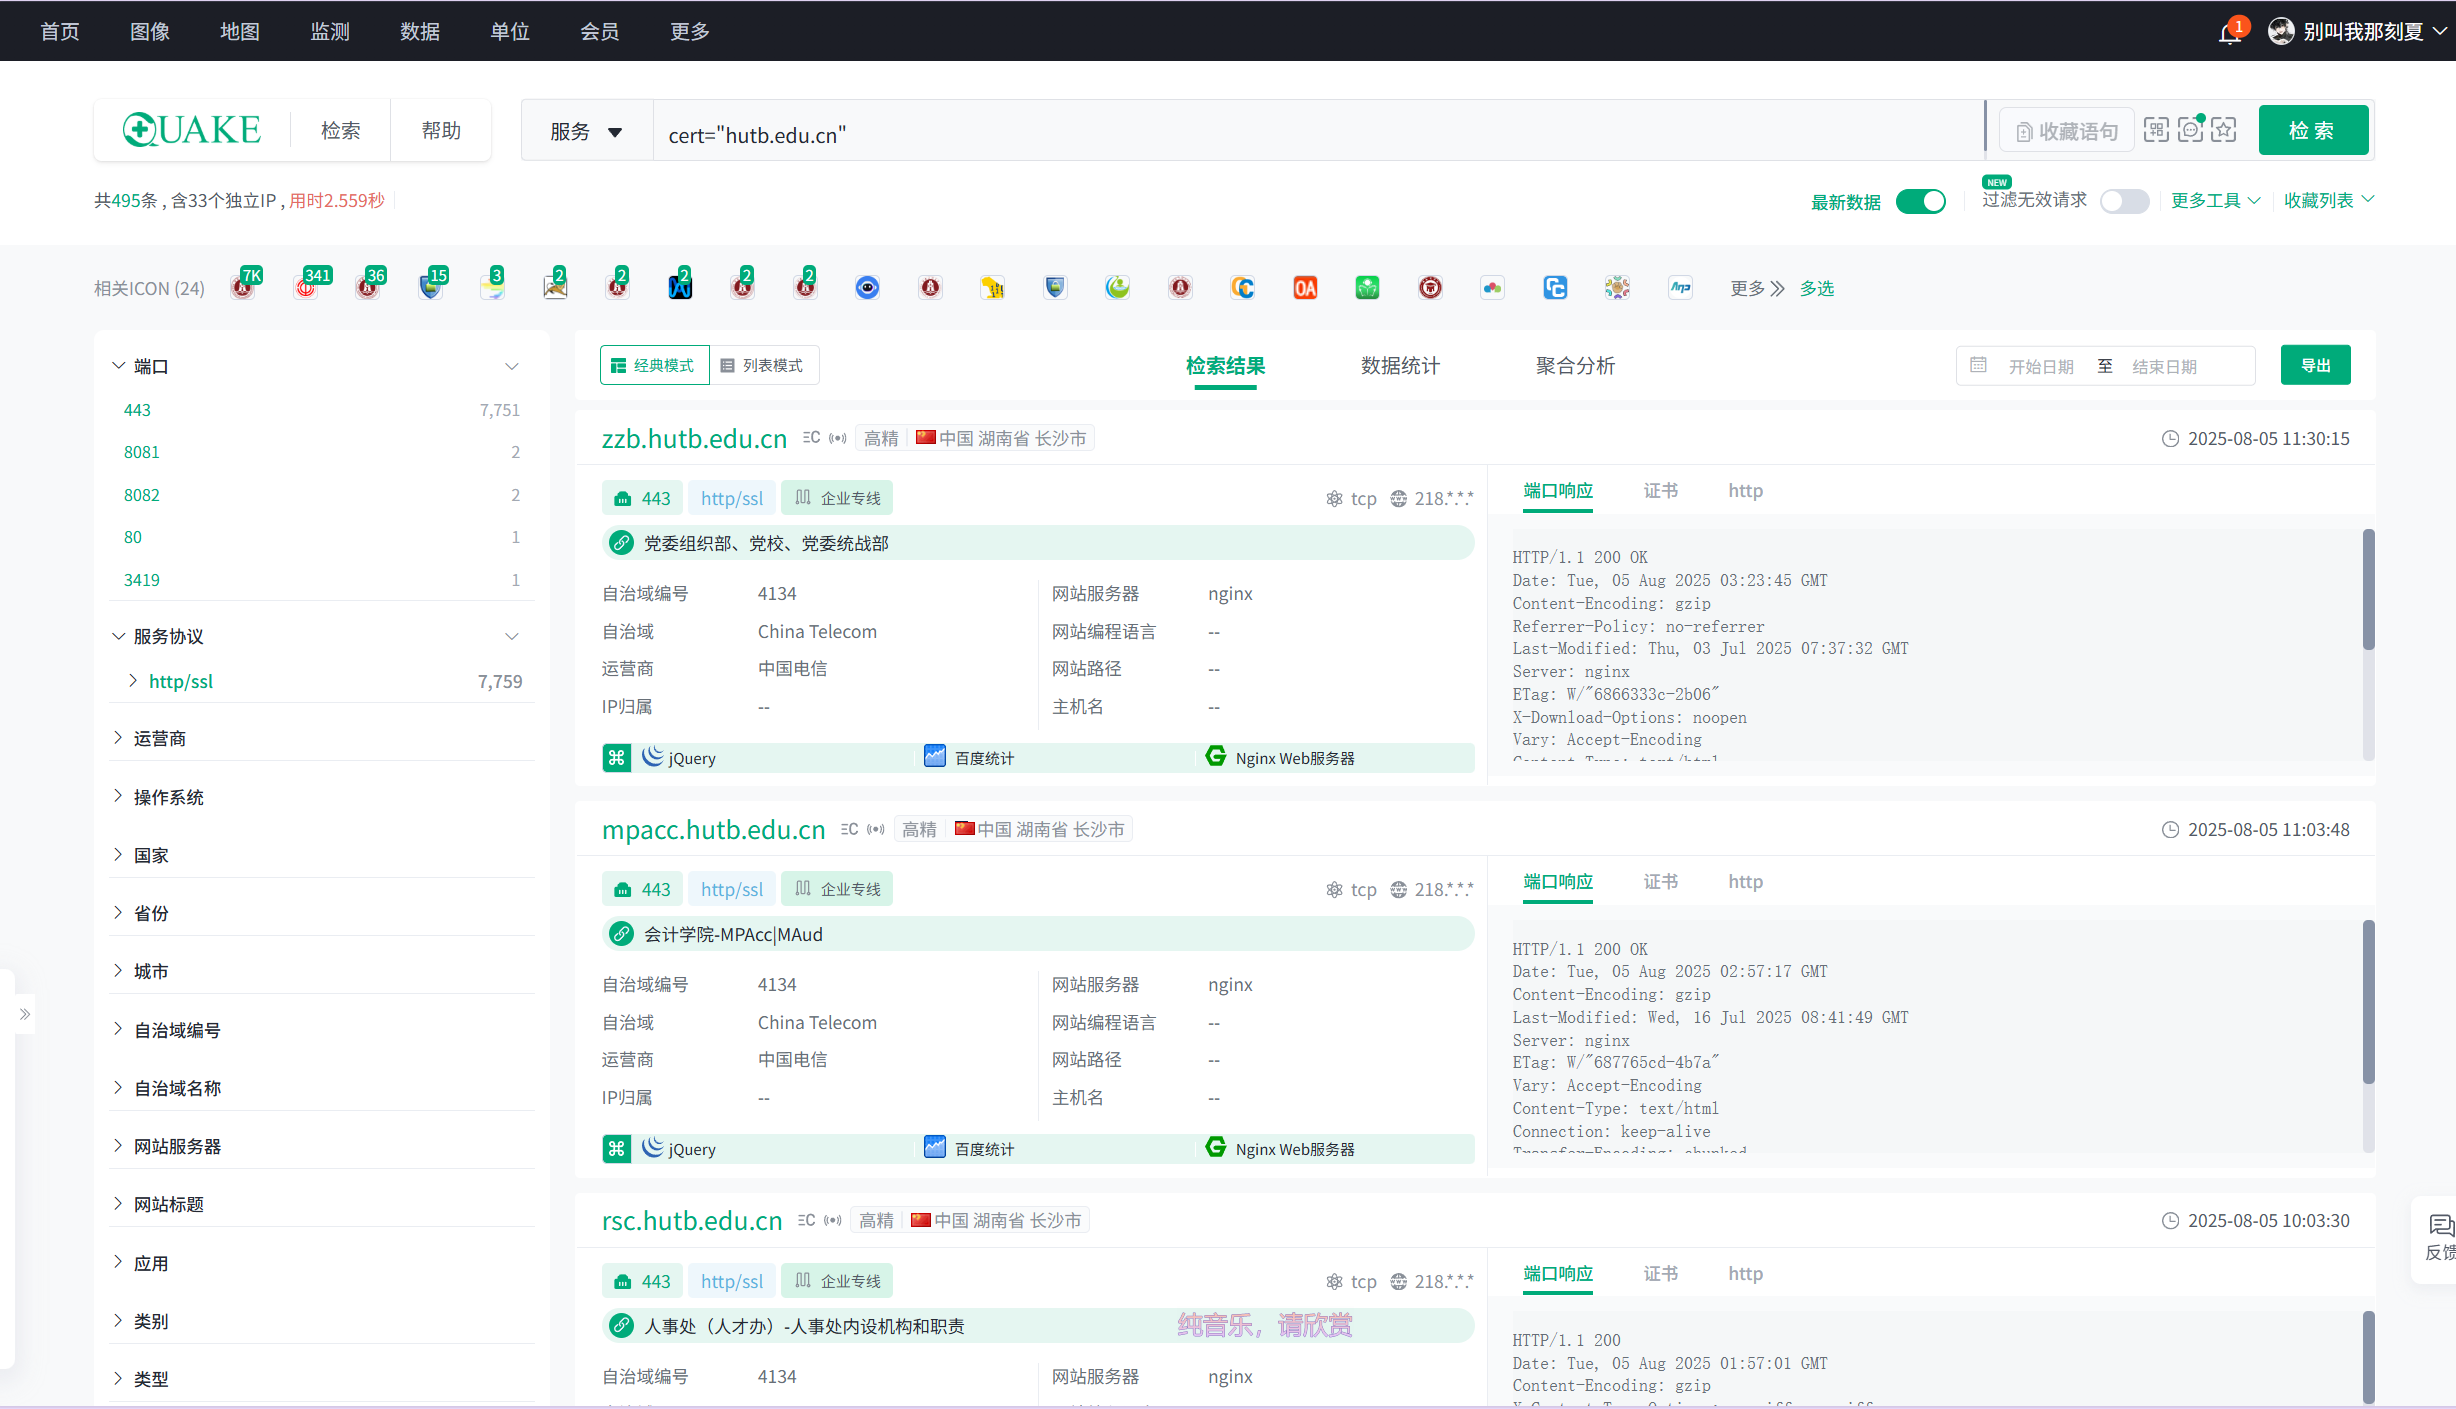 首页 图像 地图 监测 数据 单位 会员 更多 1 别叫我那刻夏
QUAKE 检索 帮助 服务 cert="hutb.edu.cn" 收藏语句 检 索
共495条 , 含33个独立IP , 用时2.559秒 最新数据 NEW 过滤无效请求 更多工具 收藏列表
相关ICON (24) 7K 341 36 15 3 2 2 2 2 2 OA 更多 多选
端口
443 7,751
8081 2
8082 2
80 1
3419 1
服务协议
http/ssl 7,759
运营商
操作系统
国家
省份
城市
自治域编号
自治域名称
网站服务器
网站标题
应用
类别
类型
经典模式 列表模式 检索结果 数据统计 聚合分析 开始日期 至 结束日期 导出
zzb.hutb.edu.cn 高精 中国 湖南省 长沙市 2025-08-05 11:30:15
443 http/ssl 企业专线 tcp 218.*.*.*
党委组织部、党校、党委统战部
自治域编号 4134 网站服务器 nginx
自治域 China Telecom 网站编程语言 --
运营商 中国电信 网站路径 --
IP归属 -- 主机名 --
jQuery 百度统计 Nginx Web服务器
端口响应 证书 http
HTTP/1.1 200 OK
Date: Tue, 05 Aug 2025 03:23:45 GMT
Content-Encoding: gzip
Referrer-Policy: no-referrer
Last-Modified: Thu, 03 Jul 2025 07:37:32 GMT
Server: nginx
ETag: W/"6866333c-2b06"
X-Download-Options: noopen
Vary: Accept-Encoding
Content-Type: text/html
mpacc.hutb.edu.cn 高精 中国 湖南省 长沙市 2025-08-05 11:03:48
443 http/ssl 企业专线 tcp 218.*.*.*
会计学院-MPAcc|MAud
自治域编号 4134 网站服务器 nginx
自治域 China Telecom 网站编程语言 --
运营商 中国电信 网站路径 --
IP归属 -- 主机名 --
jQuery 百度统计 Nginx Web服务器
端口响应 证书 http
HTTP/1.1 200 OK
Date: Tue, 05 Aug 2025 02:57:17 GMT
Content-Encoding: gzip
Last-Modified: Wed, 16 Jul 2025 08:41:49 GMT
Server: nginx
ETag: W/"687765cd-4b7a"
Vary: Accept-Encoding
Content-Type: text/html
Connection: keep-alive
Transfer-Encoding: chunked
rsc.hutb.edu.cn 高精 中国 湖南省 长沙市 2025-08-05 10:03:30
443 http/ssl 企业专线 tcp 218.*.*.*
人事处（人才办）-人事处内设机构和职责
纯音乐，请欣赏
自治域编号 4134 网站服务器 nginx
端口响应 证书 http
HTTP/1.1 200
Date: Tue, 05 Aug 2025 01:57:01 GMT
Content-Encoding: gzip
反馈